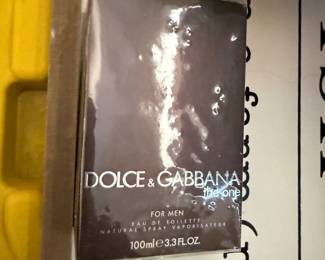 DOLCE & GABBANA
the one
FOR MEN
EAU DE TOILETTE
NATURAL SPRAY VAPORISATEUR
100ml℮3.3 FL.OZ.